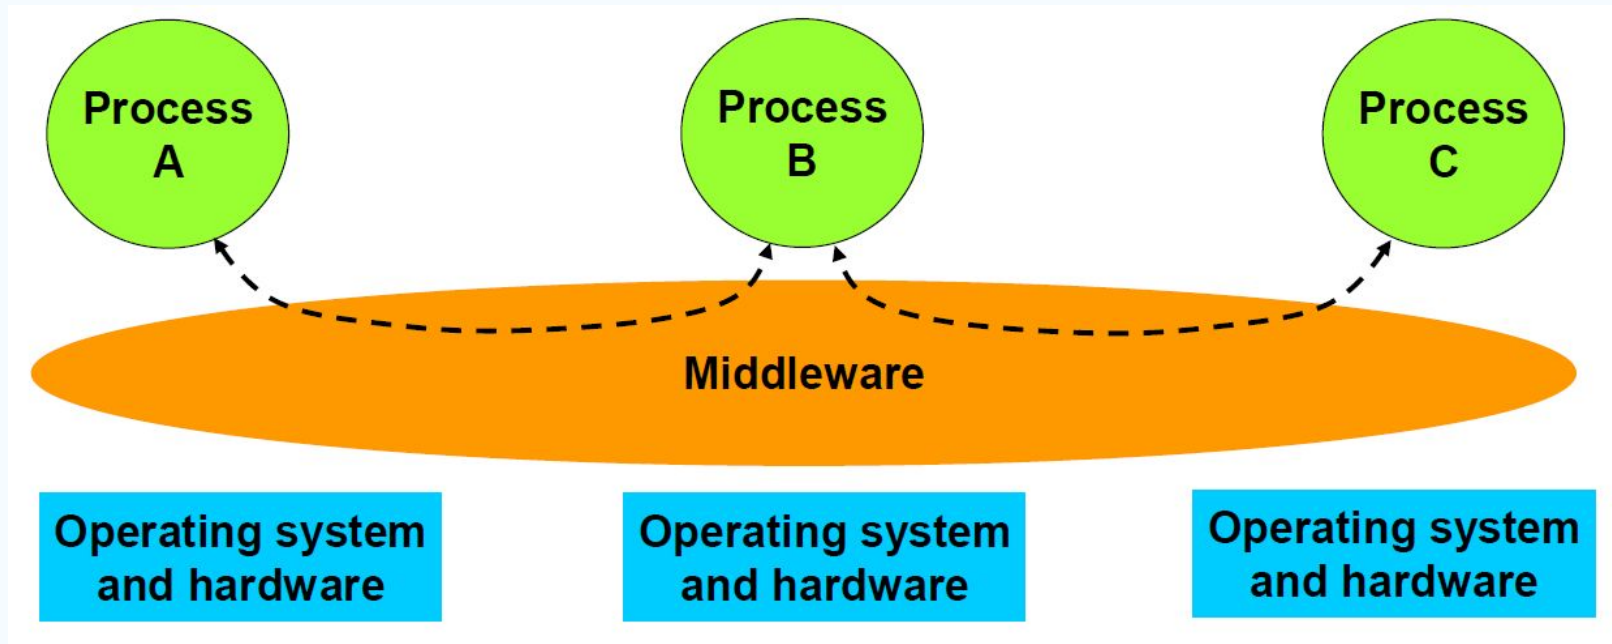 Process
A
Process
B
Process
C
Middleware
Operating system
and hardware
Operating system
and hardware
Operating system
and hardware